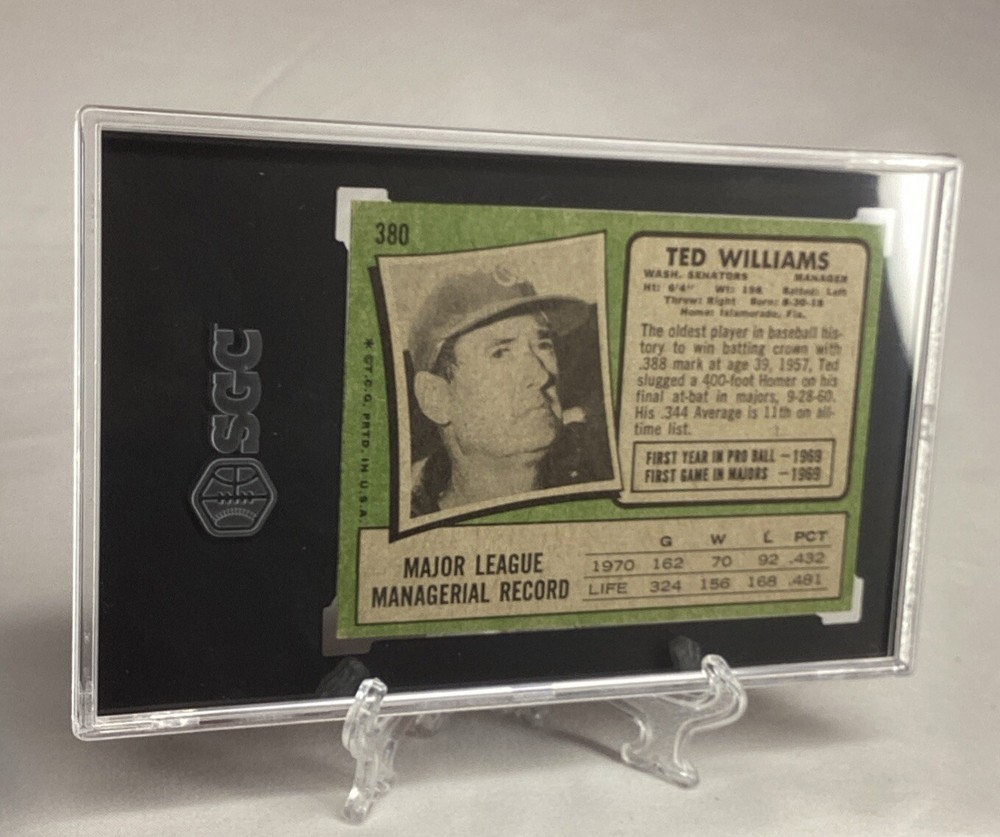 SGC
380
*©T.C.G. PRTD. IN U.S.A.
TED WILLIAMS
WASH. SENATORS MANAGER
Ht: 6'4" Wt: 198 Batted: Left
Throw: Right Born: 8-30-18
Home: Islamorada, Fla.
The oldest player in baseball his-
tory to win batting crown with
.388 mark at age 39, 1957, Ted
slugged a 400-foot Homer on his
final at-bat in majors, 9-28-60.
His .344 Average is 11th on all-
time list.
FIRST YEAR IN PRO BALL —1969
FIRST GAME IN MAJORS —1969
MAJOR LEAGUE
MANAGERIAL RECORD
G W L PCT
1970 162 70 92 .432
LIFE 324 156 168 .481